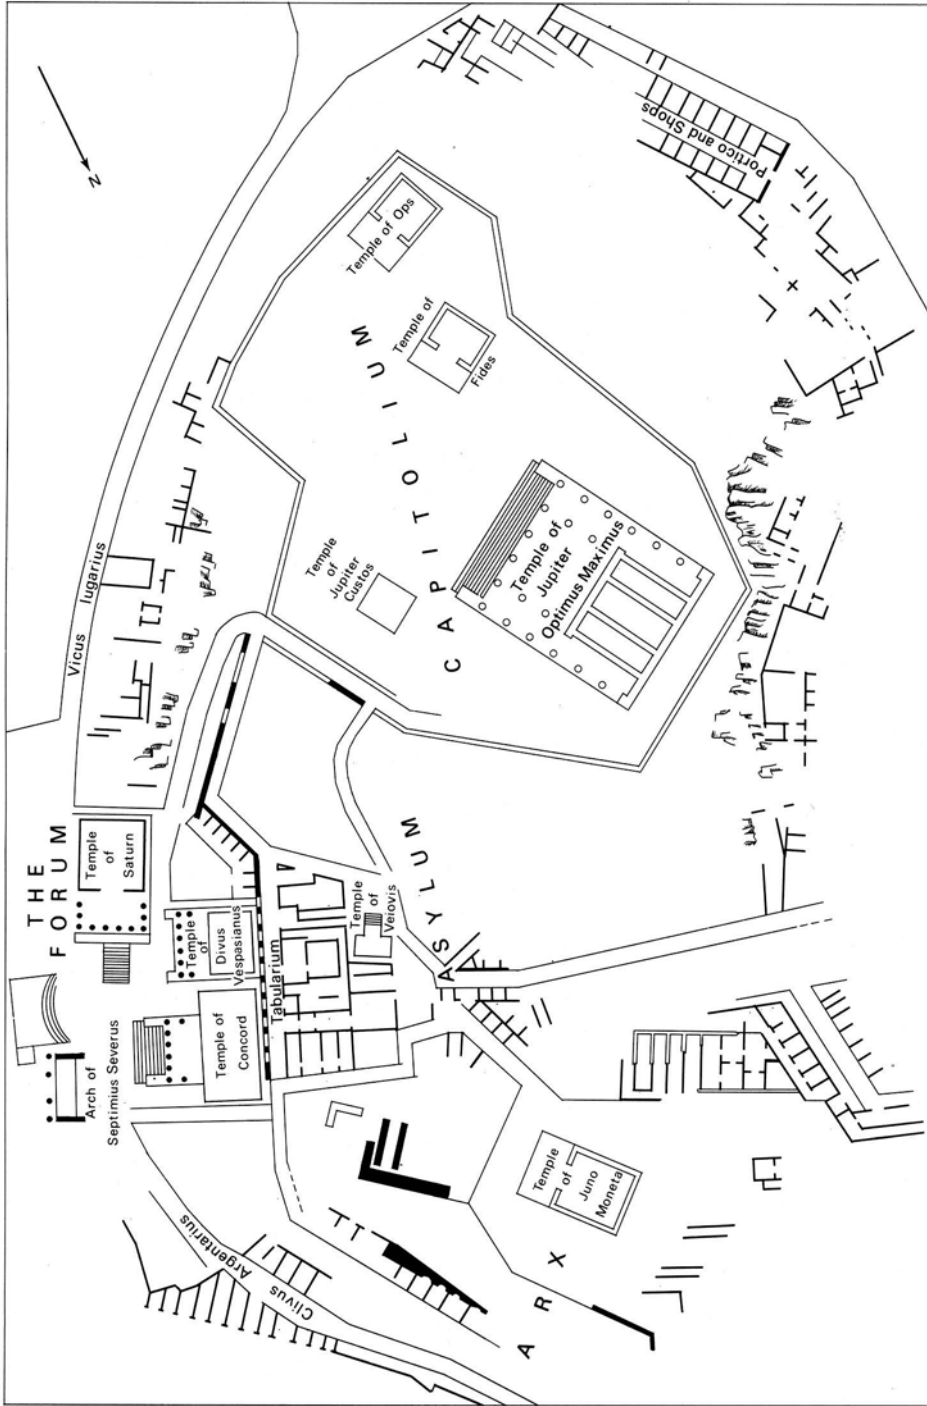 N
THE
FORUM
Vicus Iugarius
Temple
of
Saturn
Temple
of
Divus
Vespasianus
Temple
of
Concord
Tabularium
Arch of
Septimius Severus
Clivus
Argentarius
Temple
of
Veiovis
ASYLUM
ARX
Temple
of
Juno
Moneta
CAPITOLIUM
Temple
of
Jupiter
Custos
Temple of
Jupiter
Optimus Maximus
Temple of
Fides
Temple of Ops
Portico and Shops